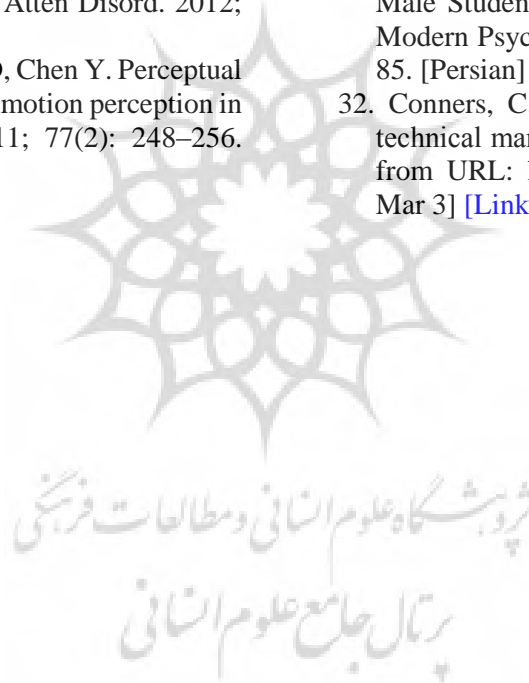 Atten Disord. 2012;
, Chen Y. Perceptual
motion perception in
11; 77(2): 248–256.
Male Studen
Modern Psyc
85. [Persian]
32. Conners, C
technical mar
from URL:
Mar 3] [Link
پژوهشگاه علوم انسانی و مطالعات فرهنگی
پرتال جامع علوم انسانی